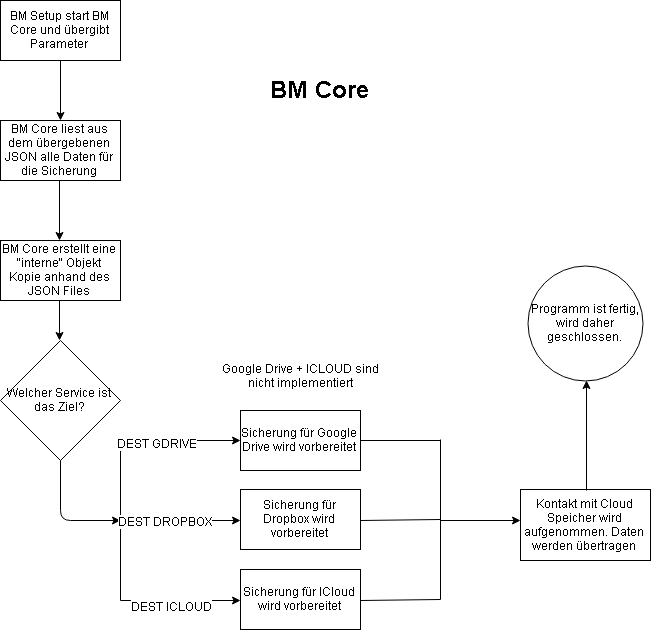 BM Setup start BM
Core und übergibt
Parameter
BM Core
BM Core liest aus
dem übergebenen
JSON alle Daten für
die Sicherung
BM Core erstellt eine
"interne" Objekt
Kopie anhand des
JSON Files
Programm ist fertig,
wird daher
geschlossen.
Welcher Service ist
das Ziel?
Google Drive + ICLOUD sind
nicht implementiert
DEST GDRIVE
Sicherung für Google
Drive wird vorbereitet
DEST DROPBOX
Sicherung für
Dropbox wird
vorbereitet
Kontakt mit Cloud
Speicher wird
aufgenommen. Daten
werden übertragen
DEST ICLOUD
Sicherung für ICloud
wird vorbereitet